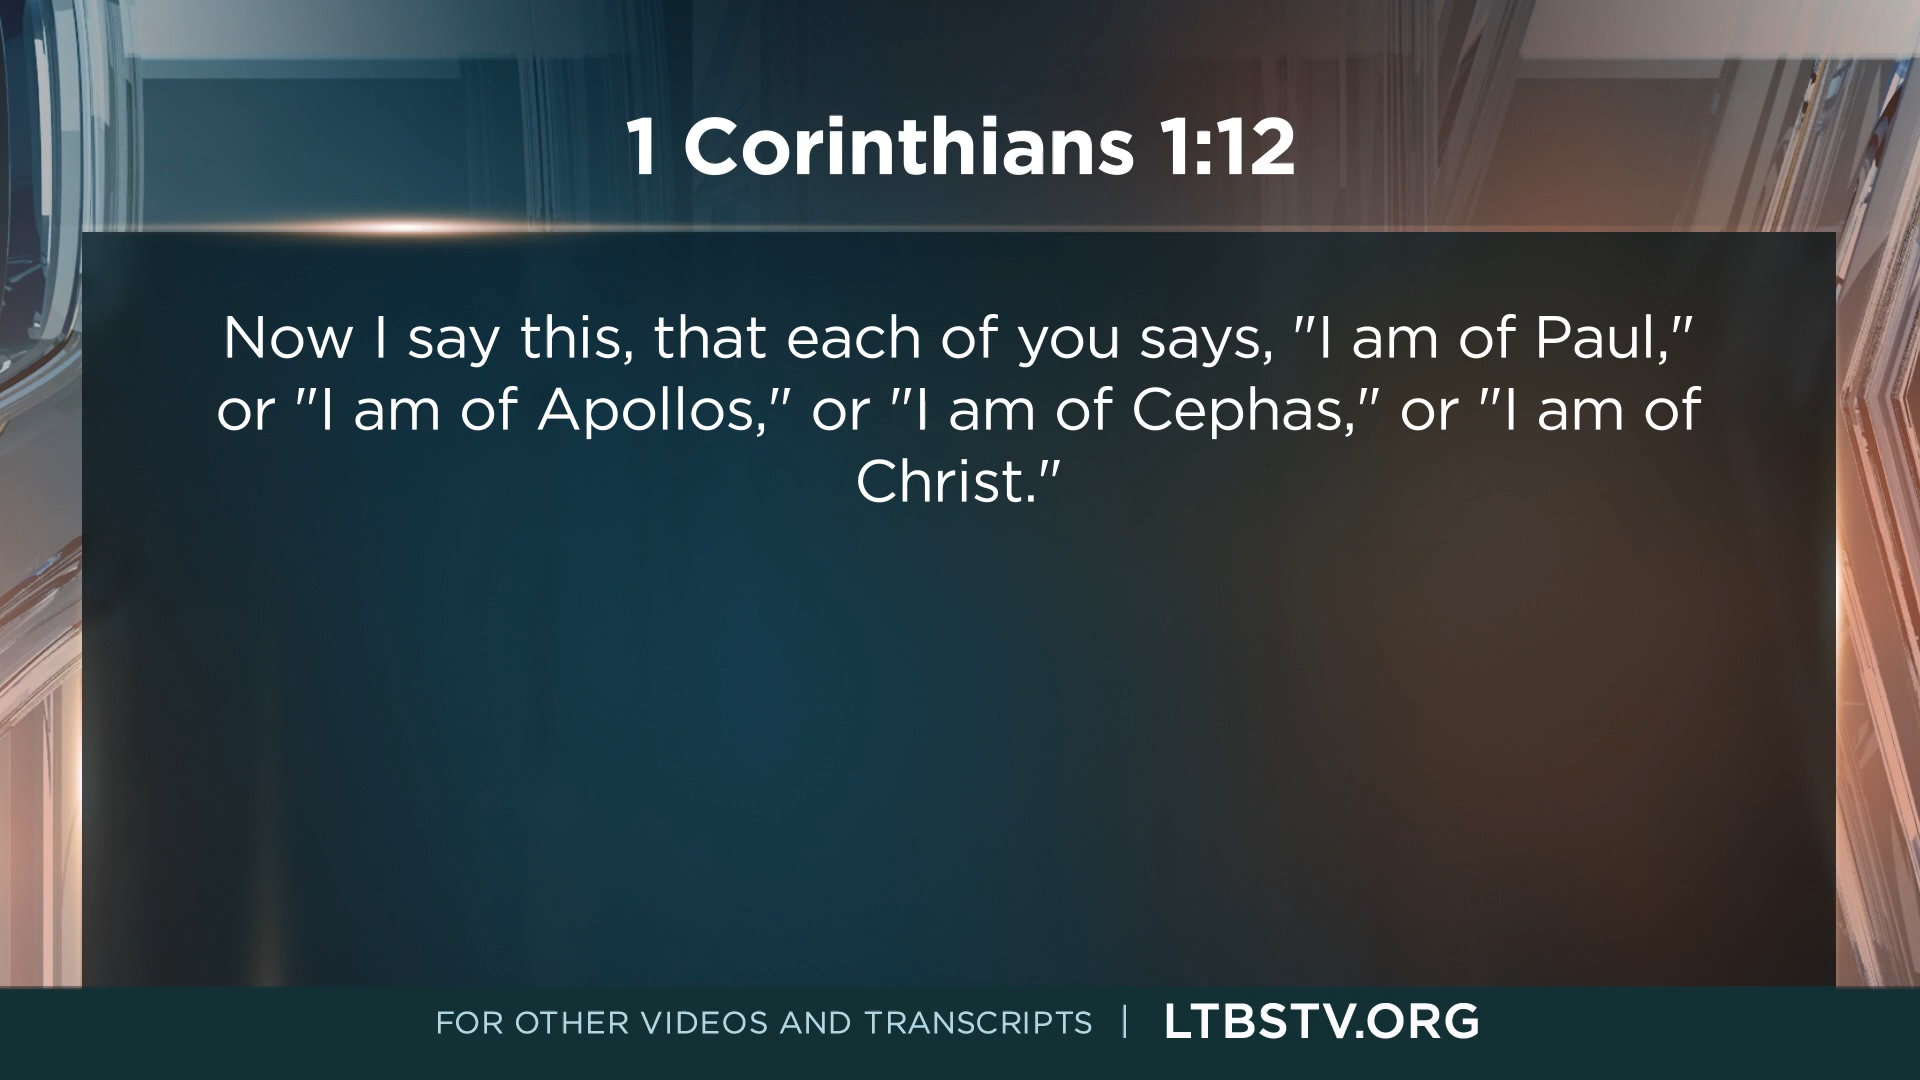 1 Corinthians 1:12
Now I say this, that each of you says, "I am of Paul,"
or "I am of Apollos," or "I am of Cephas," or "I am of
Christ."
FOR OTHER VIDEOS AND TRANSCRIPTS | LTBSTV.ORG